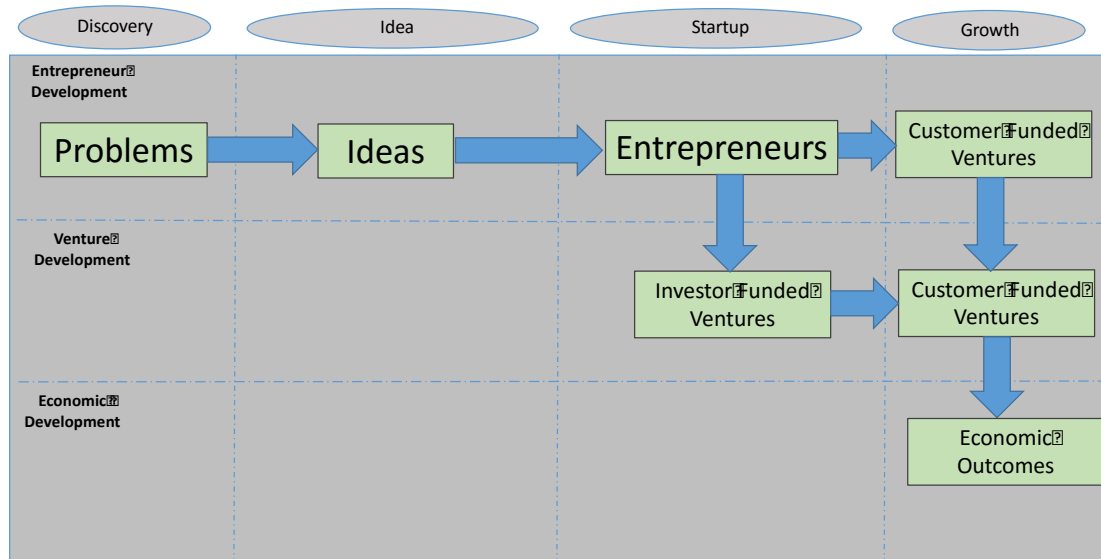 Discovery
Idea
Startup
Growth
Entrepreneur
Development
Problems
Ideas
Entrepreneurs
Customer Funded
Ventures
Venture
Development
Investor Funded
Ventures
Customer Funded
Ventures
Economic
Development
Economic
Outcomes